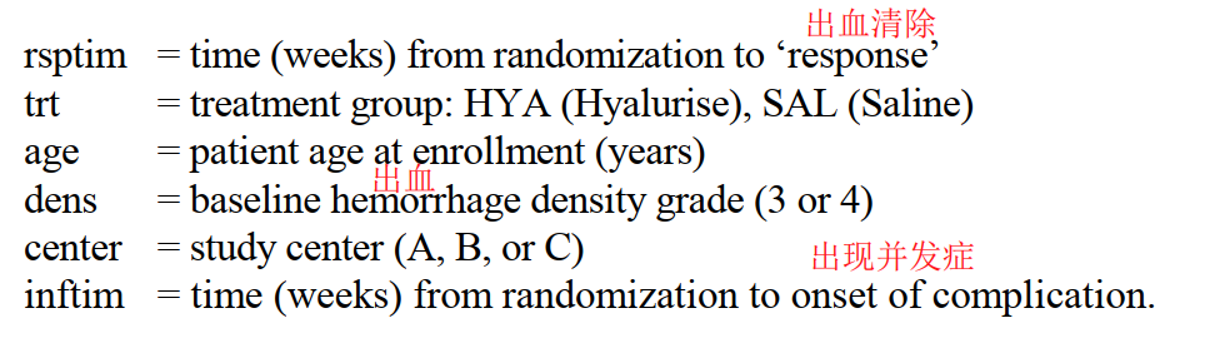 出血清除
rsptim = time (weeks) from randomization to ‘response’
trt = treatment group: HYA (Hyalurise), SAL (Saline)
age = patient age at enrollment (years)
出血
dens = baseline hemorrhage density grade (3 or 4)
center = study center (A, B, or C)
出现并发症
inftim = time (weeks) from randomization to onset of complication.